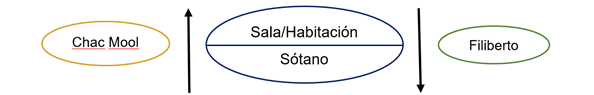 Chac Mool
Sala/Habitación
Sótano
Filiberto